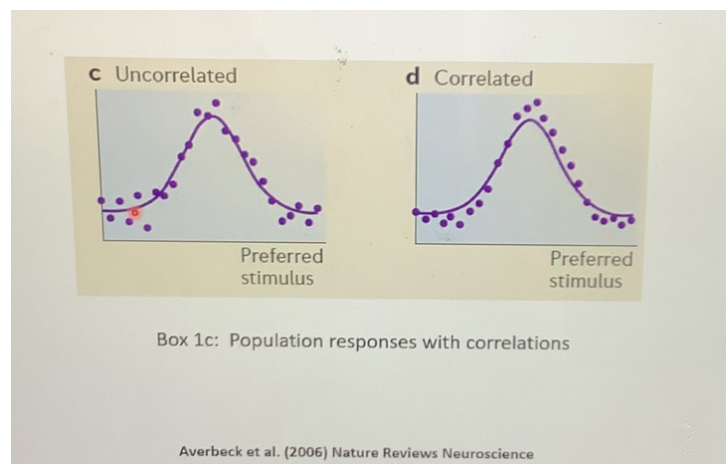 c Uncorrelated
d Correlated
Preferred
stimulus
Preferred
stimulus
Box 1c: Population responses with correlations
Averbeck et al. (2006) Nature Reviews Neuroscience